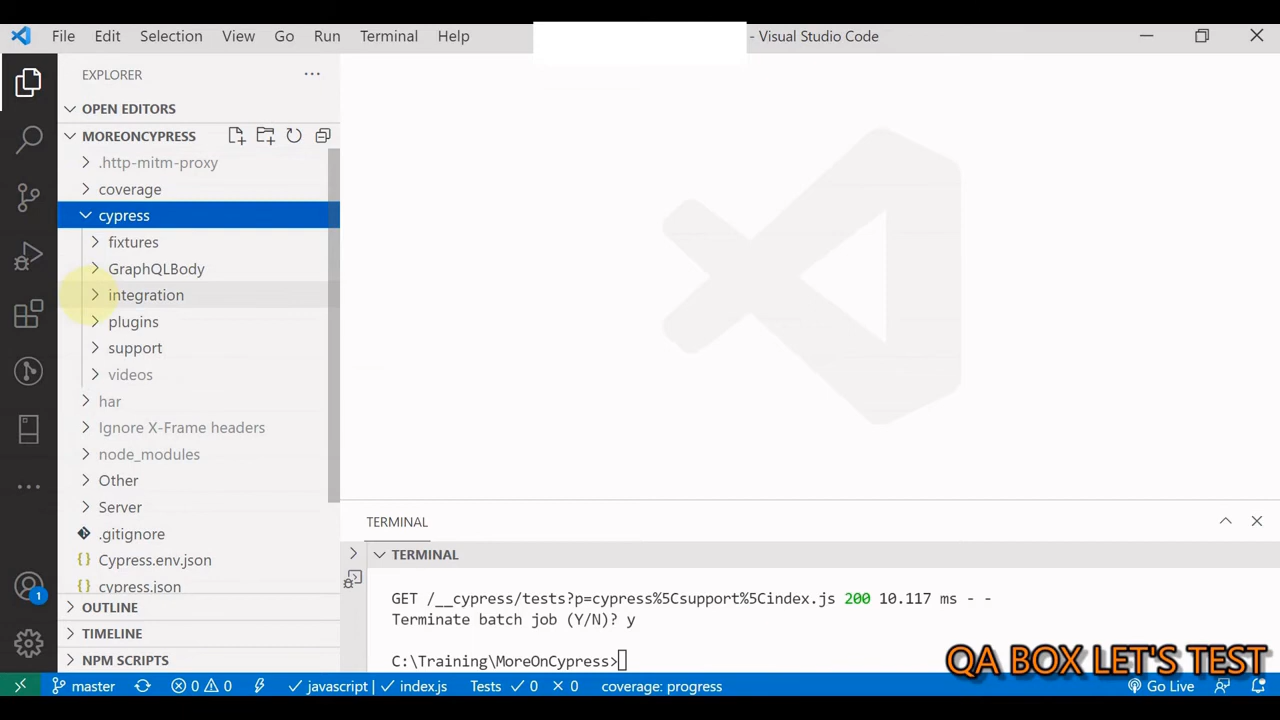 File Edit Selection View Go Run Terminal Help - Visual Studio Code
EXPLORER
OPEN EDITORS
MOREONCYPRESS
.http-mitm-proxy
coverage
cypress
fixtures
GraphQLBody
integration
plugins
support
videos
har
Ignore X-Frame headers
node_modules
Other
Server
.gitignore
Cypress.env.json
cypress.json
OUTLINE
TIMELINE
NPM SCRIPTS
TERMINAL
TERMINAL
GET /__cypress/tests?p=cypress%5Csupport%5Cindex.js 200 10.117 ms - -
Terminate batch job (Y/N)? y
C:\Training\MoreOnCypress>
QA BOX LET'S TEST
1
master 0 0 javascript | index.js Tests 0 0 coverage: progress Go Live